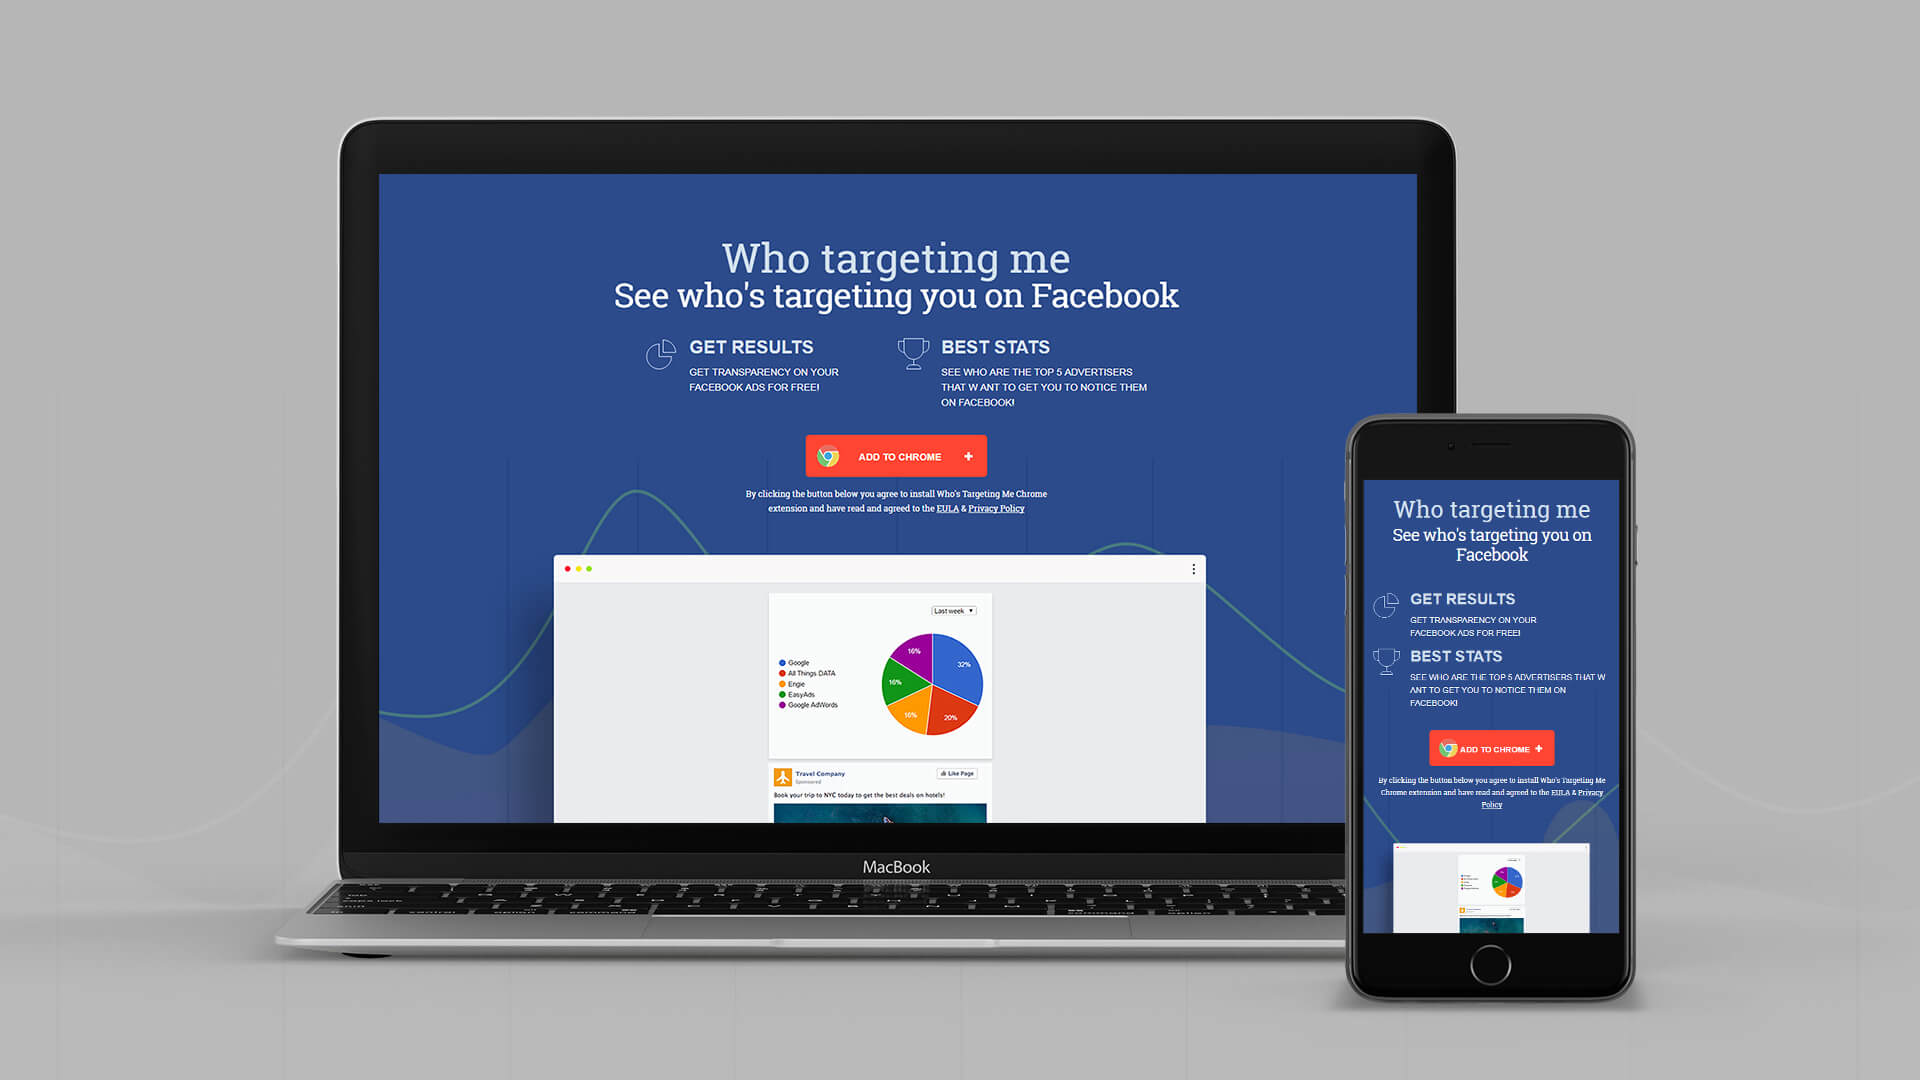 Who targeting me
See who's targeting you on Facebook
GET RESULTS
GET TRANSPARENCY ON YOUR
FACEBOOK ADS FOR FREE!
BEST STATS
SEE WHO ARE THE TOP 5 ADVERTISERS
THAT W ANT TO GET YOU TO NOTICE THEM
ON FACEBOOK!
ADD TO CHROME +
By clicking the button below you agree to install Who's Targeting Me Chrome
extension and have read and agreed to the EULA & Privacy Policy
Last week
Google
All Things DATA
Engie
EasyAds
Google AdWords
16%
32%
16%
16%
20%
Travel Company
Sponsored
Like Page
Book your trip to NYC today to get the best deals on hotels!
MacBook
control option command
command option
Who targeting me
See who's targeting you on
Facebook
GET RESULTS
GET TRANSPARENCY ON YOUR
FACEBOOK ADS FOR FREE!
BEST STATS
SEE WHO ARE THE TOP 5 ADVERTISERS THAT W
ANT TO GET YOU TO NOTICE THEM ON
FACEBOOK!
ADD TO CHROME +
By clicking the button below you agree to install Who's Targeting Me
Chrome extension and have read and agreed to the EULA & Privacy
Policy